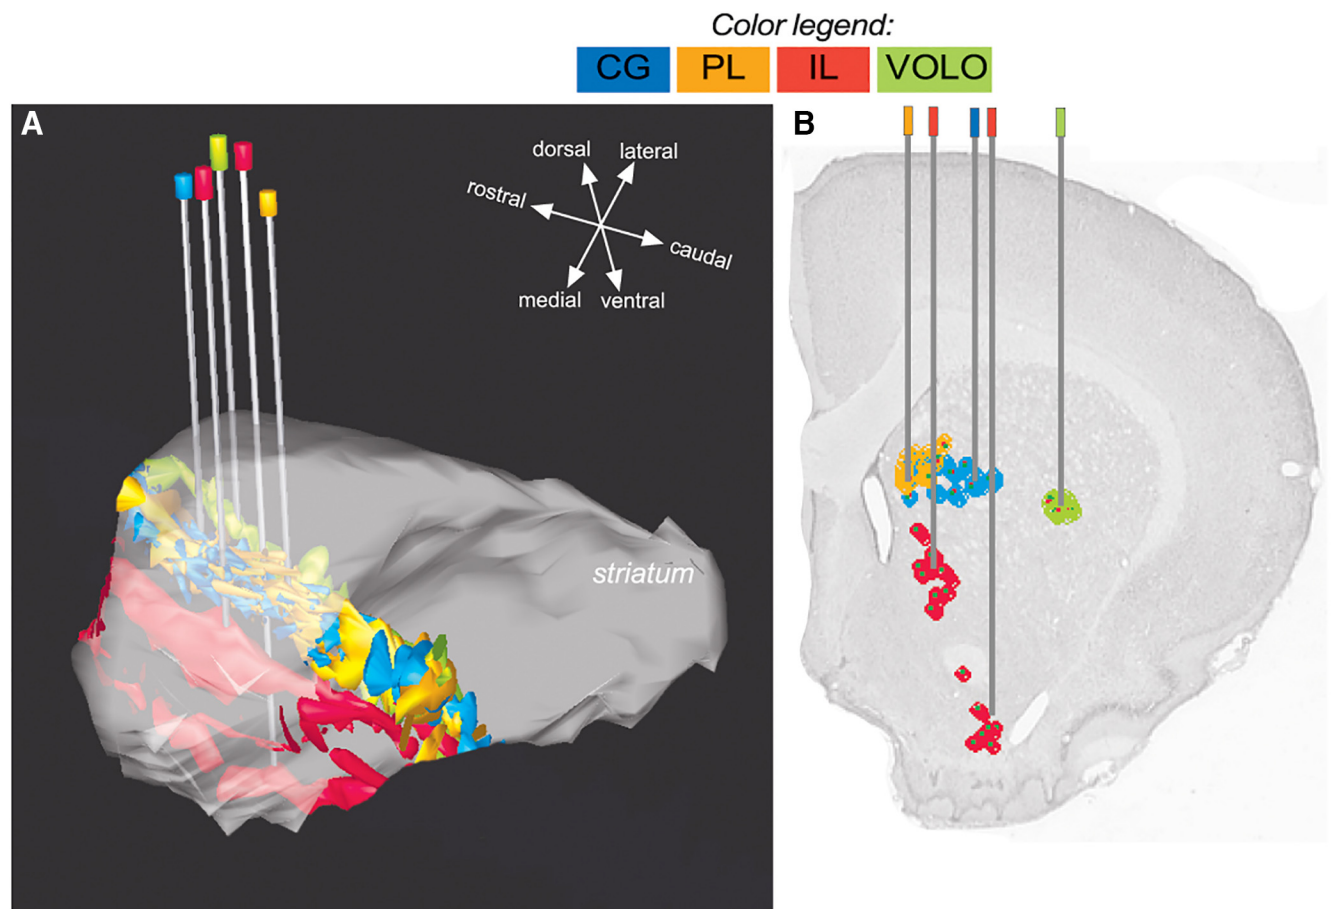 Color legend:
CG PL IL VOLO
A
B
dorsal lateral
rostral
caudal
medial ventral
striatum